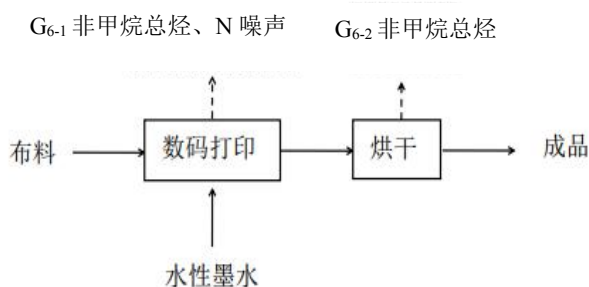 G6-1 非甲烷总烃、N 噪声
G6-2 非甲烷总烃
布料
数码打印
烘干
成品
水性墨水